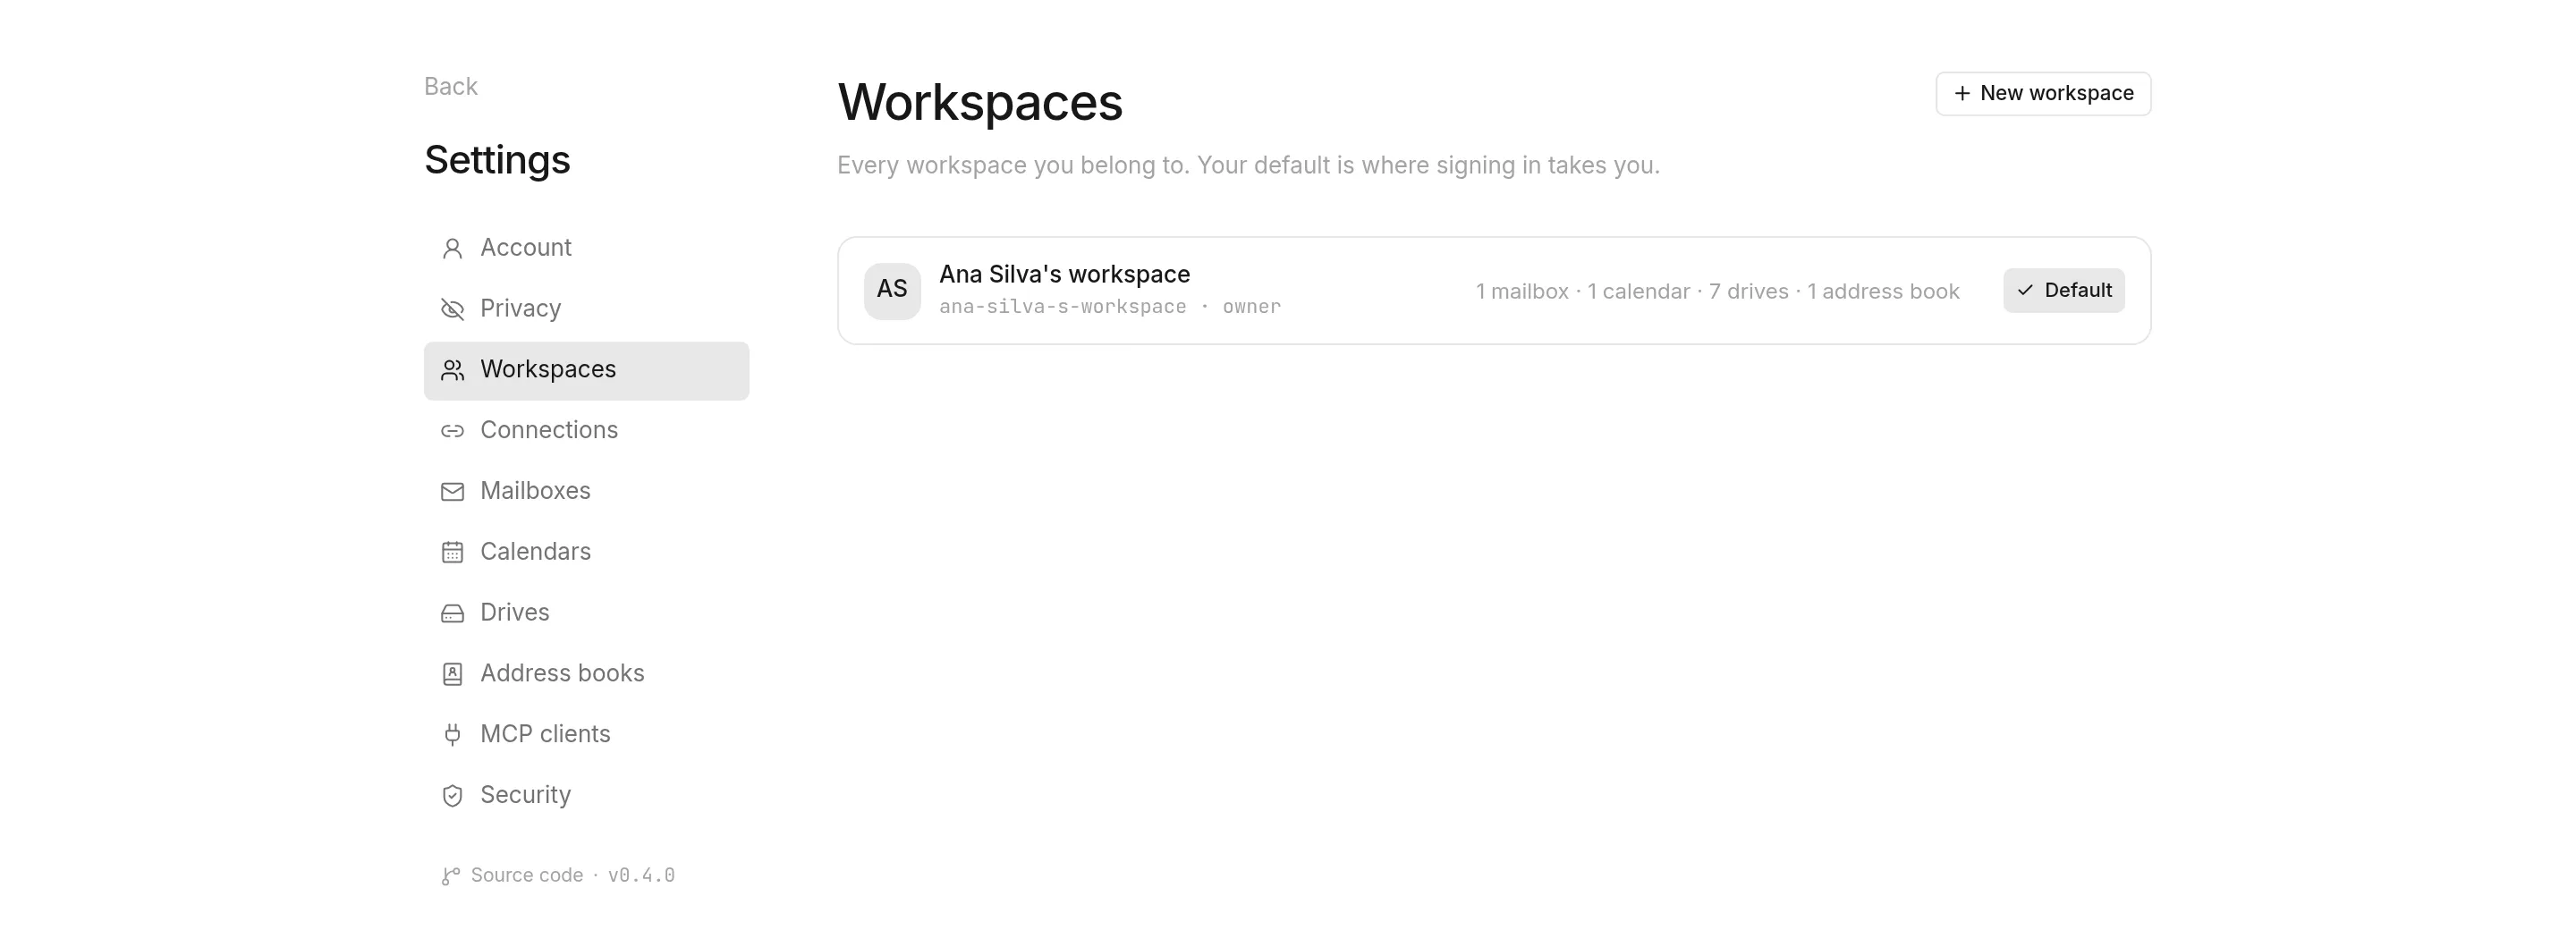 Back
Settings
Account
Privacy
Workspaces
Connections
Mailboxes
Calendars
Drives
Address books
MCP clients
Security
Source code · v0.4.0
Workspaces
New workspace
Every workspace you belong to. Your default is where signing in takes you.
AS
Ana Silva's workspace
ana-silva-s-workspace · owner
1 mailbox · 1 calendar · 7 drives · 1 address book
Default